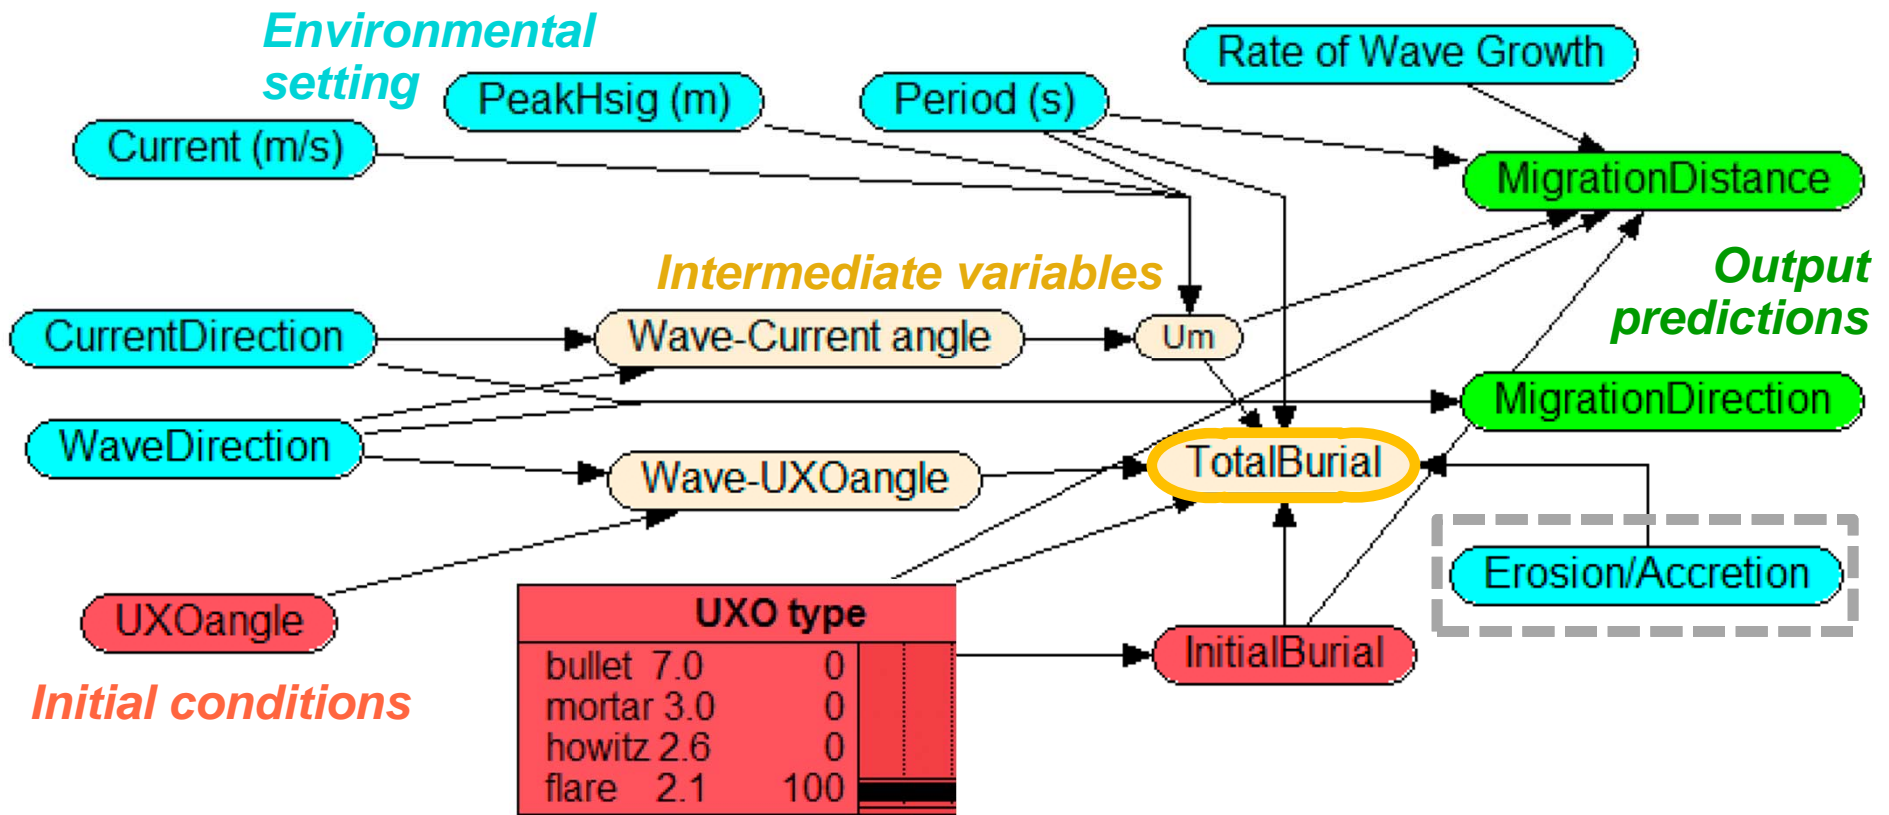 Environmental
setting
Rate of Wave Growth
PeakHsig (m)
Period (s)
Current (m/s)
MigrationDistance
Intermediate variables
Output
predictions
CurrentDirection
Wave-Current angle
Um
MigrationDirection
WaveDirection
Wave-UXOangle
TotalBurial
Erosion/Accretion
UXOangle
UXO type
InitialBurial
bullet 7.0 0
mortar 3.0 0
howitz 2.6 0
flare 2.1 100
Initial conditions